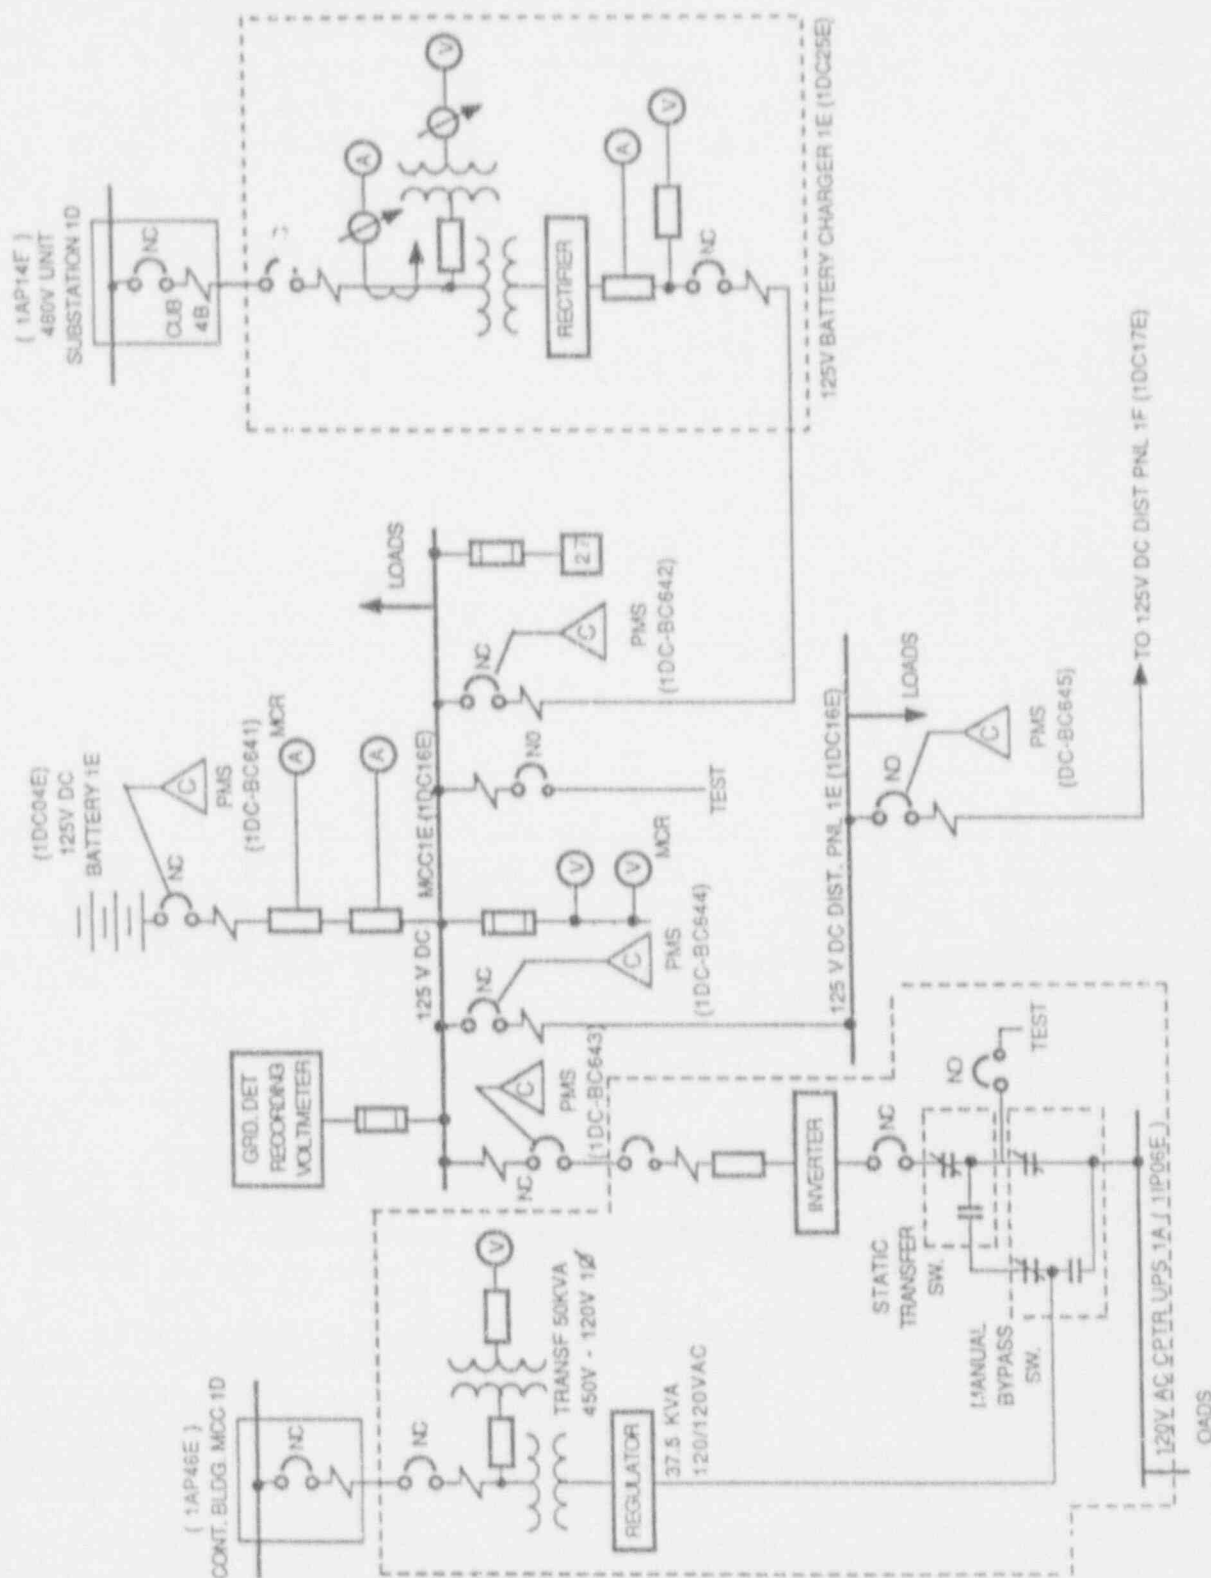 ( 1AP14E )
480V UNIT
SUBSTATION 1D
NC
CUB
4B
A
V
A
V
RECTIFIER
NC
125V BATTERY CHARGER 1E (1DC25E)
(1DC04E)
125V DC
BATTERY 1E
NC
C
PMS
(1DC-BC641)
MCR
A
A
LOADS
125 V DC
MCC1E (1DC16E)
27
NC
C
PMS
(1DC-BC642)
N0
TEST
V
V
MCR
NC
C
PMS
(1DC-BC644)
GRD. DET
RECORDING
VOLTMETER
NC
C
PMS
(1DC-BC643)
125 V DC DIST. PNL 1E (1DC16E)
LOADS
NO
C
PMS
(DC-BC645)
TO 125V DC DIST PNL 1F (1DC17E)
INVERTER
NC
NO
TEST
STATIC
TRANSFER
SW.
MANUAL
BYPASS
SW.
( 1AP46E )
CONT. BLDG. MCC 1D
NC
NC
V
TRANSF 50KVA
450V - 120V 1Ø
REGULATOR
37.5 KVA
120/120VAC
120V AC CPTR UPS 1A ( 1IP06E )
OADS